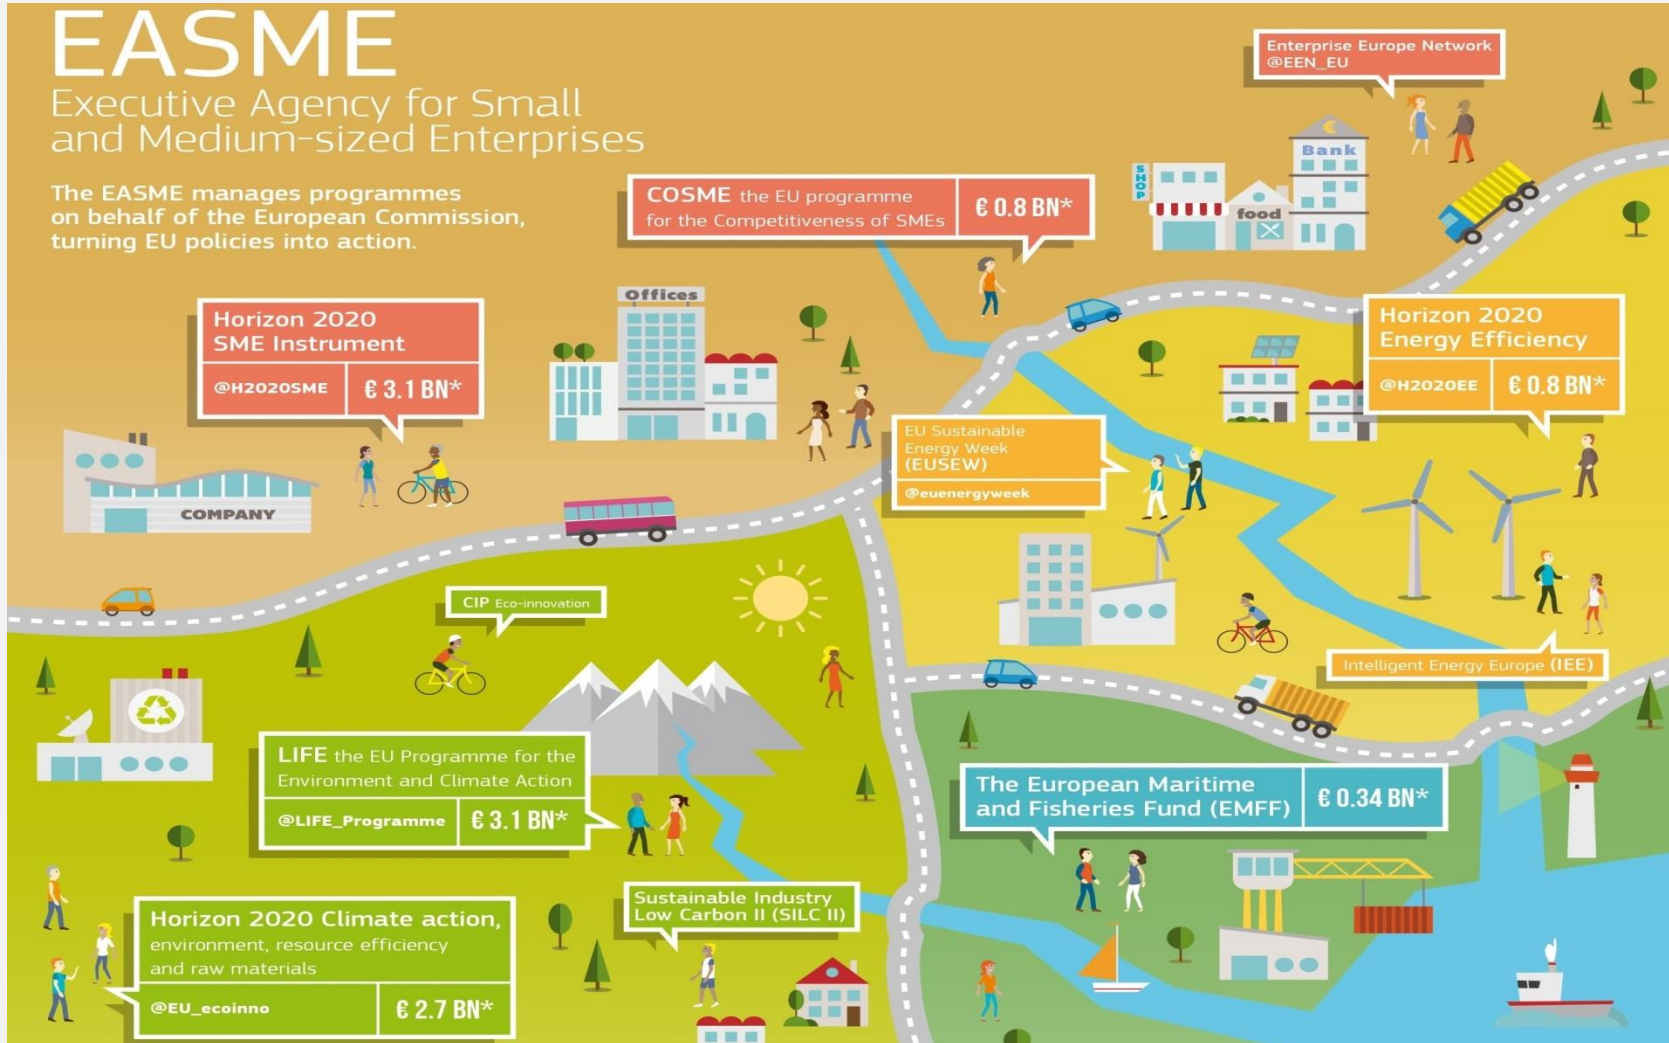 EASME
Executive Agency for Small
and Medium-sized Enterprises
The EASME manages programmes
on behalf of the European Commission,
turning EU policies into action.
Enterprise Europe Network
@EEN_EU
COSME the EU programme
for the Competitiveness of SMEs
€ 0.8 BN*
SHOP
food
Bank
€
Offices
Horizon 2020
SME Instrument
@H2020SME
€ 3.1 BN*
COMPANY
Horizon 2020
Energy Efficiency
@H2020EE
€ 0.8 BN*
EU Sustainable
Energy Week
(EUSEW)
@euenergyweek
CIP Eco-innovation
Intelligent Energy Europe (IEE)
LIFE the EU Programme for the
Environment and Climate Action
@LIFE_Programme
€ 3.1 BN*
The European Maritime
and Fisheries Fund (EMFF)
€ 0.34 BN*
Sustainable Industry
Low Carbon II (SILC II)
Horizon 2020 Climate action,
environment, resource efficiency
and raw materials
@EU_ecoinno
€ 2.7 BN*